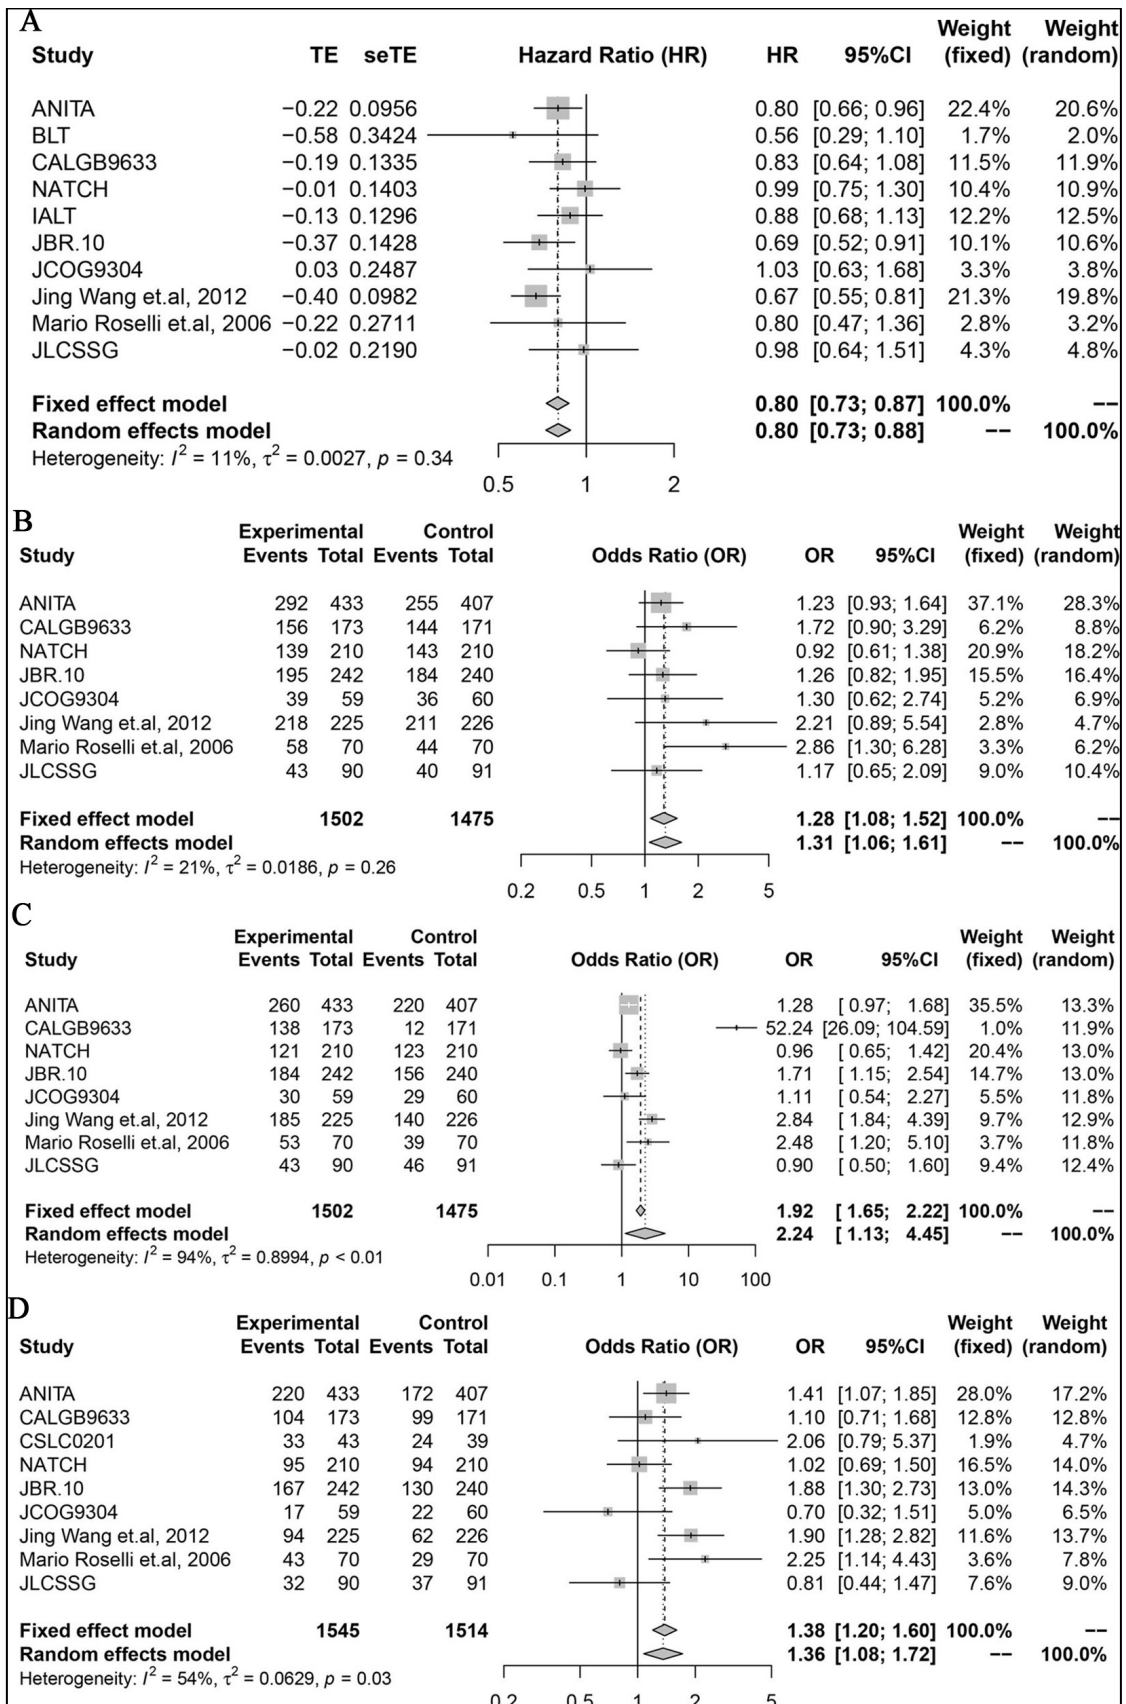 A
Weight Weight
Study TE seTE Hazard Ratio (HR) HR 95%CI (fixed) (random)
ANITA −0.22 0.0956 0.80 [0.66; 0.96] 22.4% 20.6%
BLT −0.58 0.3424 0.56 [0.29; 1.10] 1.7% 2.0%
CALGB9633 −0.19 0.1335 0.83 [0.64; 1.08] 11.5% 11.9%
NATCH −0.01 0.1403 0.99 [0.75; 1.30] 10.4% 10.9%
IALT −0.13 0.1296 0.88 [0.68; 1.13] 12.2% 12.5%
JBR.10 −0.37 0.1428 0.69 [0.52; 0.91] 10.1% 10.6%
JCOG9304 0.03 0.2487 1.03 [0.63; 1.68] 3.3% 3.8%
Jing Wang et.al, 2012 −0.40 0.0982 0.67 [0.55; 0.81] 21.3% 19.8%
Mario Roselli et.al, 2006 −0.22 0.2711 0.80 [0.47; 1.36] 2.8% 3.2%
JLCSSG −0.02 0.2190 0.98 [0.64; 1.51] 4.3% 4.8%
Fixed effect model 0.80 [0.73; 0.87] 100.0% −−
Random effects model 0.80 [0.73; 0.88] −− 100.0%
Heterogeneity: I² = 11%, τ² = 0.0027, p = 0.34
0.5 1 2
B
Experimental Control Weight Weight
Study Events Total Events Total Odds Ratio (OR) OR 95%CI (fixed) (random)
ANITA 292 433 255 407 1.23 [0.93; 1.64] 37.1% 28.3%
CALGB9633 156 173 144 171 1.72 [0.90; 3.29] 6.2% 8.8%
NATCH 139 210 143 210 0.92 [0.61; 1.38] 20.9% 18.2%
JBR.10 195 242 184 240 1.26 [0.82; 1.95] 15.5% 16.4%
JCOG9304 39 59 36 60 1.30 [0.62; 2.74] 5.2% 6.9%
Jing Wang et.al, 2012 218 225 211 226 2.21 [0.89; 5.54] 2.8% 4.7%
Mario Roselli et.al, 2006 58 70 44 70 2.86 [1.30; 6.28] 3.3% 6.2%
JLCSSG 43 90 40 91 1.17 [0.65; 2.09] 9.0% 10.4%
Fixed effect model 1502 1475 1.28 [1.08; 1.52] 100.0% −−
Random effects model 1.31 [1.06; 1.61] −− 100.0%
Heterogeneity: I² = 21%, τ² = 0.0186, p = 0.26
0.2 0.5 1 2 5
C
Experimental Control Weight Weight
Study Events Total Events Total Odds Ratio (OR) OR 95%CI (fixed) (random)
ANITA 260 433 220 407 1.28 [ 0.97; 1.68] 35.5% 13.3%
CALGB9633 138 173 12 171 52.24 [26.09; 104.59] 1.0% 11.9%
NATCH 121 210 123 210 0.96 [ 0.65; 1.42] 20.4% 13.0%
JBR.10 184 242 156 240 1.71 [ 1.15; 2.54] 14.7% 13.0%
JCOG9304 30 59 29 60 1.11 [ 0.54; 2.27] 5.5% 11.8%
Jing Wang et.al, 2012 185 225 140 226 2.84 [ 1.84; 4.39] 9.7% 12.9%
Mario Roselli et.al, 2006 53 70 39 70 2.48 [ 1.20; 5.10] 3.7% 11.8%
JLCSSG 43 90 46 91 0.90 [ 0.50; 1.60] 9.4% 12.4%
Fixed effect model 1502 1475 1.92 [ 1.65; 2.22] 100.0% −−
Random effects model 2.24 [ 1.13; 4.45] −− 100.0%
Heterogeneity: I² = 94%, τ² = 0.8994, p < 0.01
0.01 0.1 1 10 100
D
Experimental Control Weight Weight
Study Events Total Events Total Odds Ratio (OR) OR 95%CI (fixed) (random)
ANITA 220 433 172 407 1.41 [1.07; 1.85] 28.0% 17.2%
CALGB9633 104 173 99 171 1.10 [0.71; 1.68] 12.8% 12.8%
CSLC0201 33 43 24 39 2.06 [0.79; 5.37] 1.9% 4.7%
NATCH 95 210 94 210 1.02 [0.69; 1.50] 16.5% 14.0%
JBR.10 167 242 130 240 1.88 [1.30; 2.73] 13.0% 14.3%
JCOG9304 17 59 22 60 0.70 [0.32; 1.51] 5.0% 6.5%
Jing Wang et.al, 2012 94 225 62 226 1.90 [1.28; 2.82] 11.6% 13.7%
Mario Roselli et.al, 2006 43 70 29 70 2.25 [1.14; 4.43] 3.6% 7.8%
JLCSSG 32 90 37 91 0.81 [0.44; 1.47] 7.6% 9.0%
Fixed effect model 1545 1514 1.38 [1.20; 1.60] 100.0% −−
Random effects model 1.36 [1.08; 1.72] −− 100.0%
Heterogeneity: I² = 54%, τ² = 0.0629, p = 0.03
0.2 0.5 1 2 5